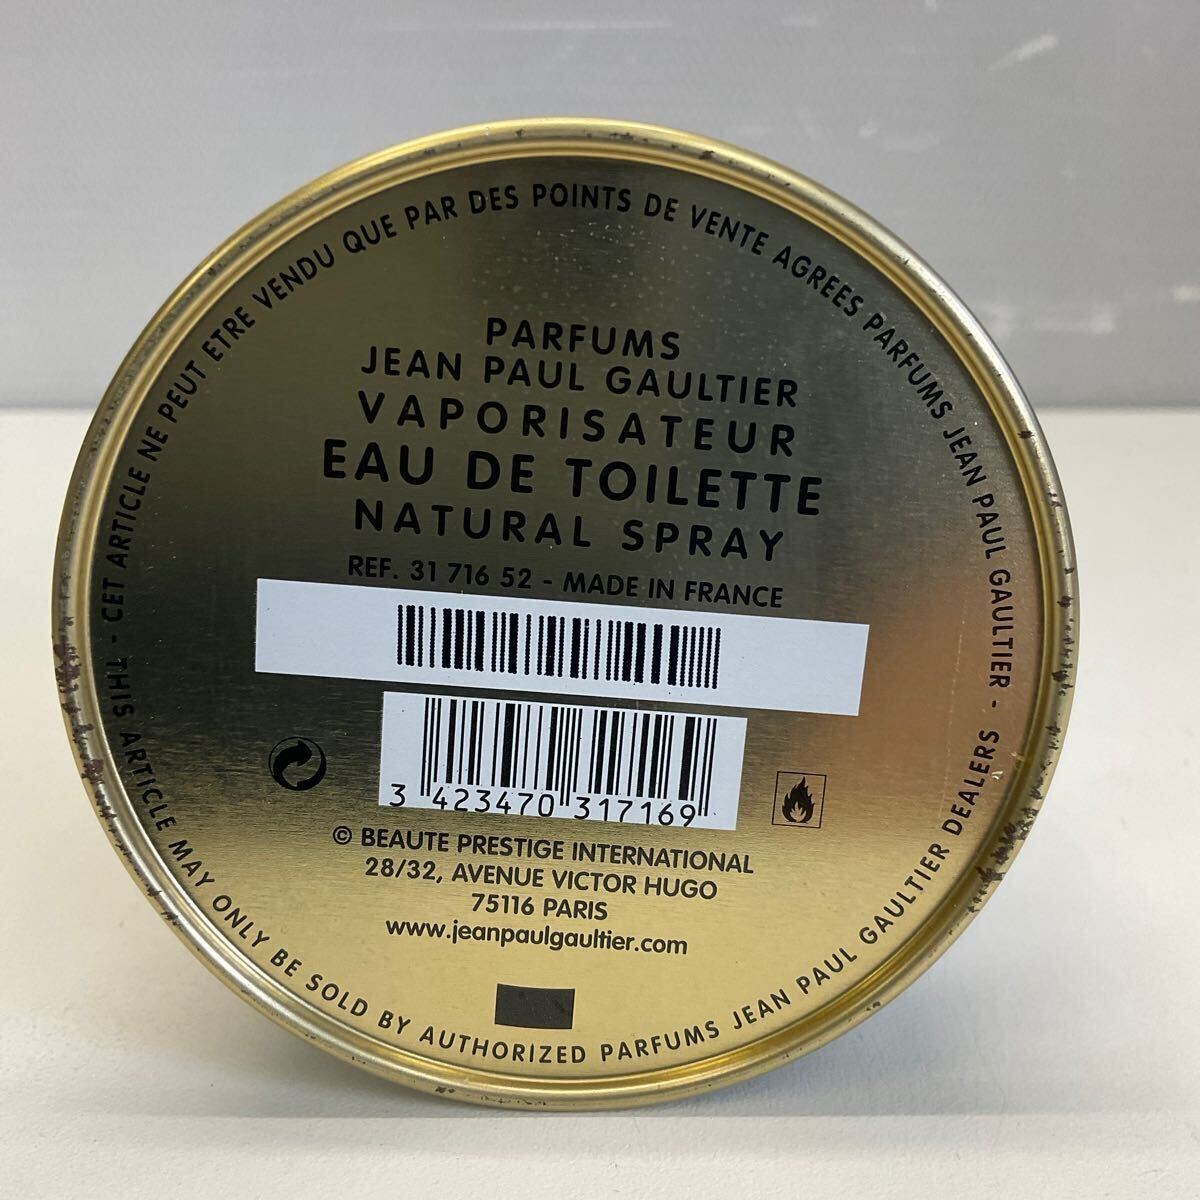 CET ARTICLE NE PEUT ETRE VENDU QUE PAR DES POINTS DE VENTE AGREES PARFUMS JEAN PAUL GAULTIER -
THIS ARTICLE MAY ONLY BE SOLD BY AUTHORIZED PARFUMS JEAN PAUL GAULTIER DEALERS -
PARFUMS
JEAN PAUL GAULTIER
VAPORISATEUR
EAU DE TOILETTE
NATURAL SPRAY
REF. 31 716 52 - MADE IN FRANCE
3 423470 317169
© BEAUTE PRESTIGE INTERNATIONAL
28/32, AVENUE VICTOR HUGO
75116 PARIS
www.jeanpaulgaultier.com